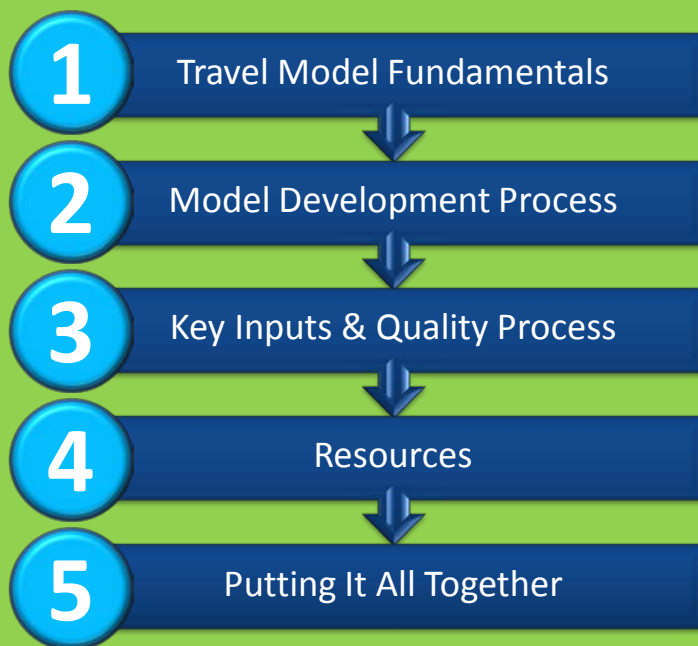 1 Travel Model Fundamentals
2 Model Development Process
3 Key Inputs & Quality Process
4 Resources
5 Putting It All Together